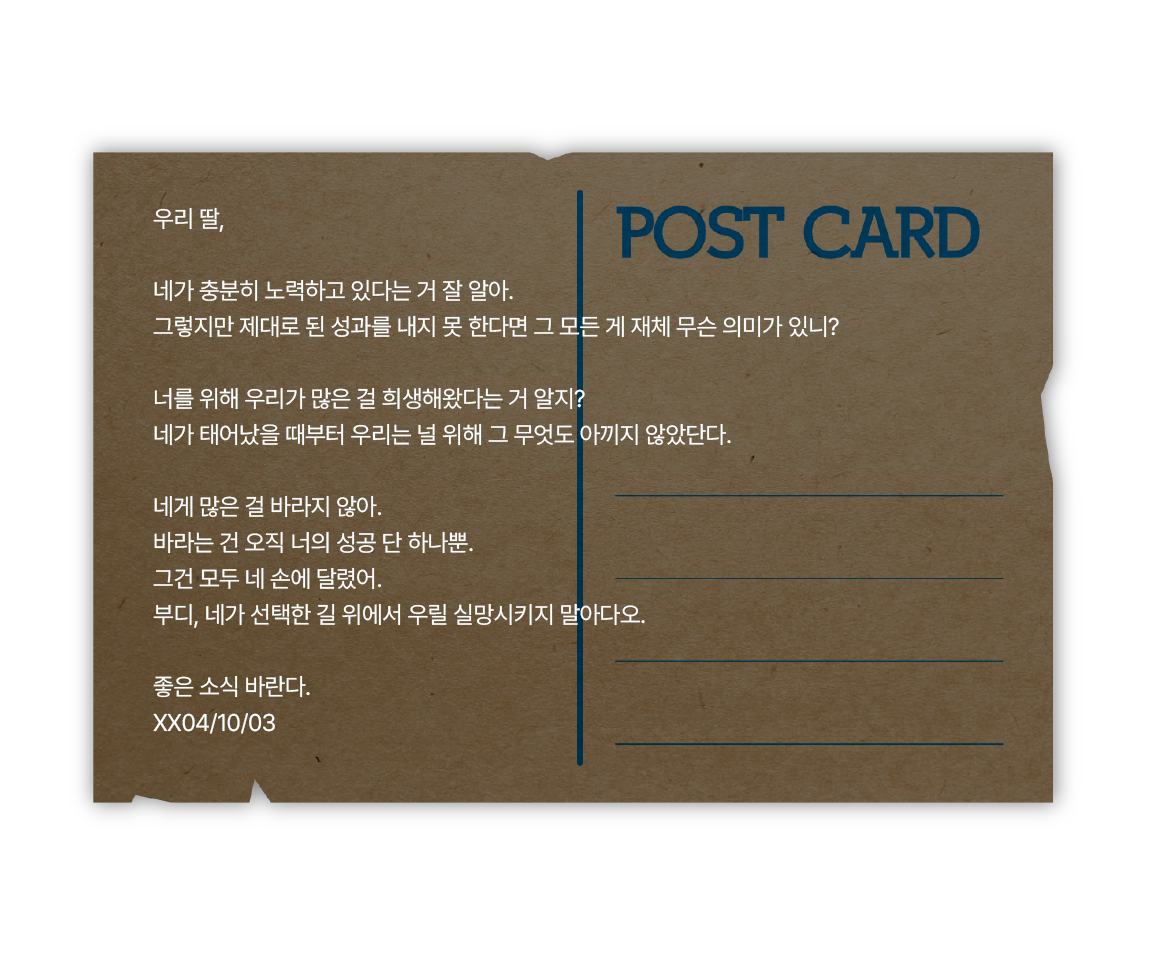 우리 딸,
POST CARD
네가 충분히 노력하고 있다는 거 잘 알아.
그렇지만 제대로 된 성과를 내지 못 한다면 그 모든 게 재체 무슨 의미가 있니?
너를 위해 우리가 많은 걸 희생해왔다는 거 알지?
네가 태어났을 때부터 우리는 널 위해 그 무엇도 아끼지 않았단다.
네게 많은 걸 바라지 않아.
바라는 건 오직 너의 성공 단 하나뿐.
그건 모두 네 손에 달렸어.
부디, 네가 선택한 길 위에서 우릴 실망시키지 말아다오.
좋은 소식 바란다.
XX04/10/03